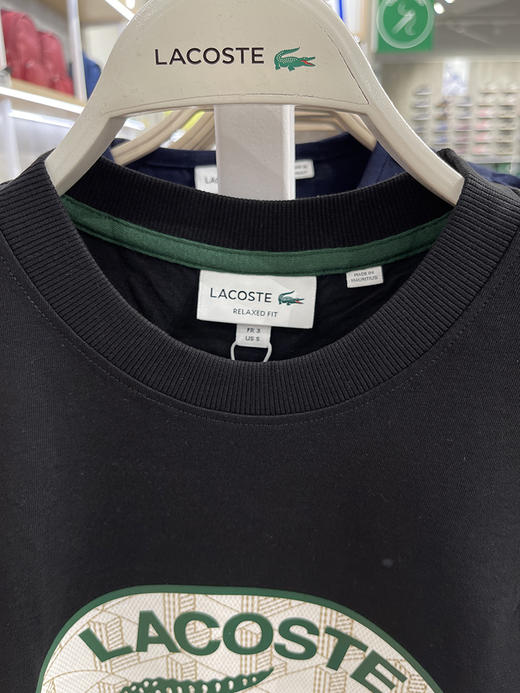 LACOSTE
LACOSTE
RELAXED FIT
FR 3
US S
MADE IN
MAURITIUS
LACOSTE